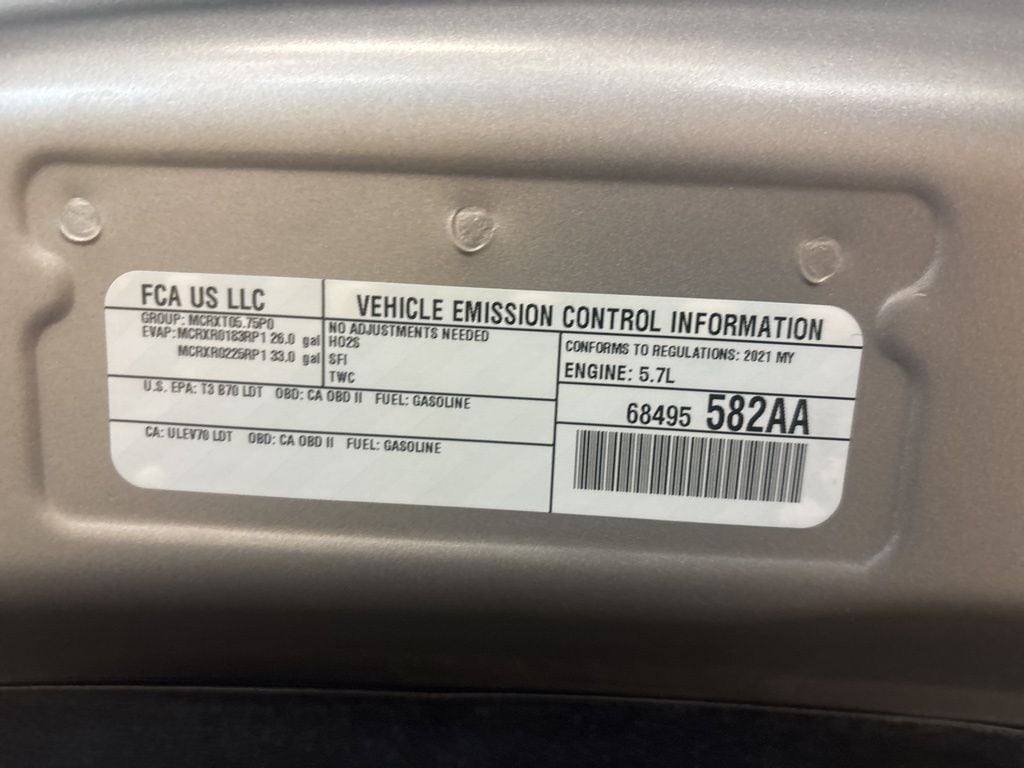 FCA US LLC
VEHICLE EMISSION CONTROL INFORMATION
GROUP: MCRXT05.75P0
EVAP: MCRXR0183RP1 26.0 gal
MCRXR0225RP1 33.0 gal
NO ADJUSTMENTS NEEDED
HO2S
SFI
TWC
CONFORMS TO REGULATIONS: 2021 MY
ENGINE: 5.7L
U.S. EPA: T3 B70 LDT OBD: CA OBD II FUEL: GASOLINE
CA: ULEV70 LDT OBD: CA OBD II FUEL: GASOLINE
68495 582AA